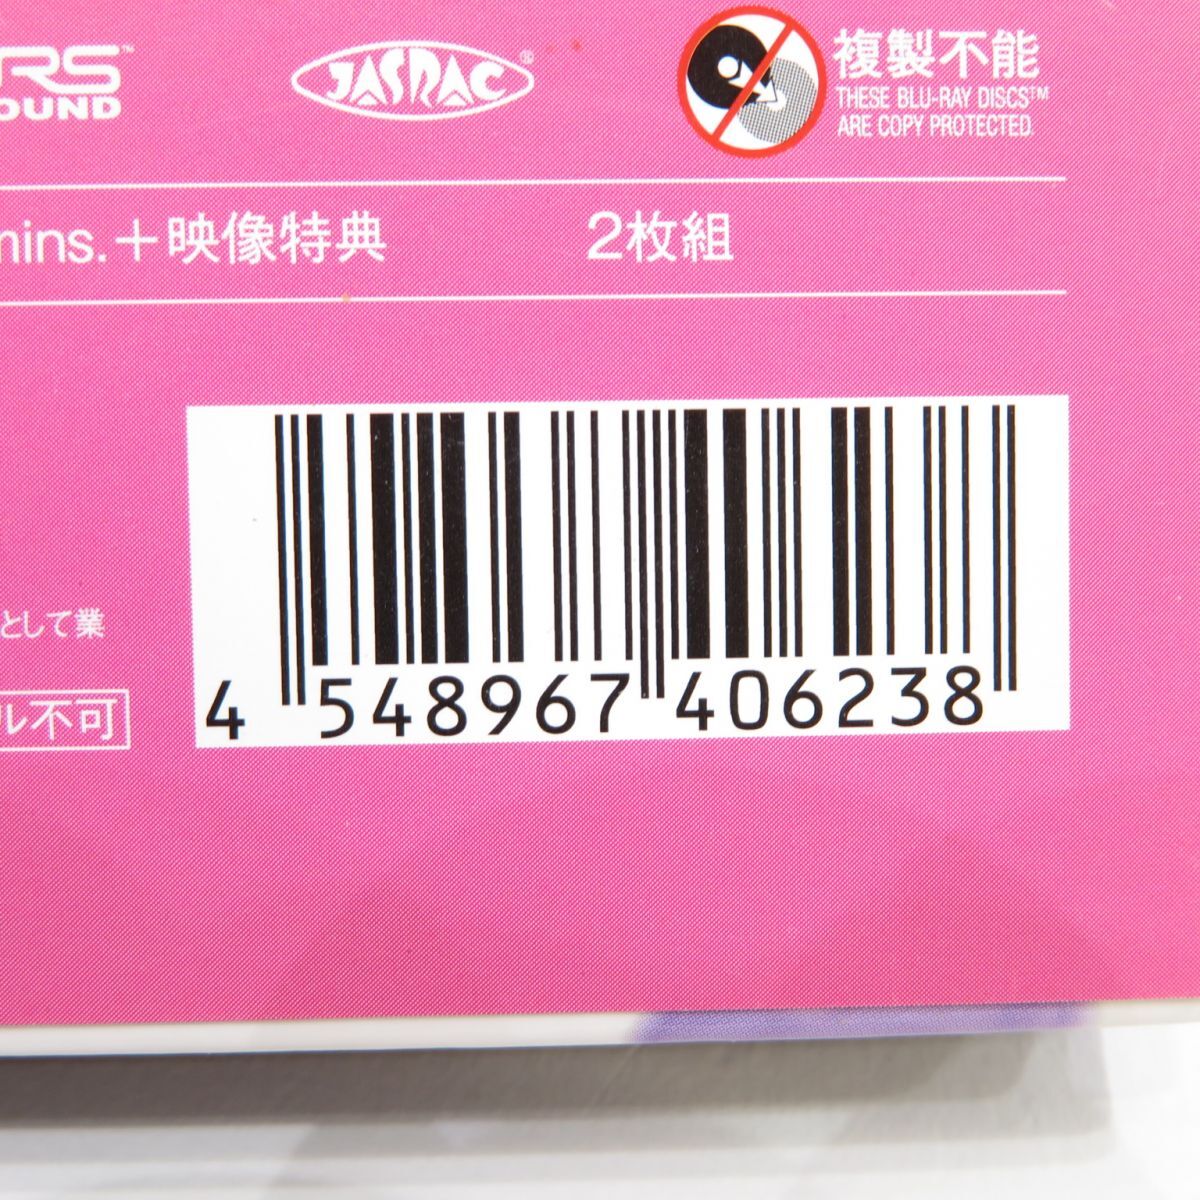 RS™
OUND
JASRAC®
複製不能
THESE BLU-RAY DISCS™
ARE COPY PROTECTED.
mins.＋映像特典 2枚組
として業
ル不可
4 548967 406238